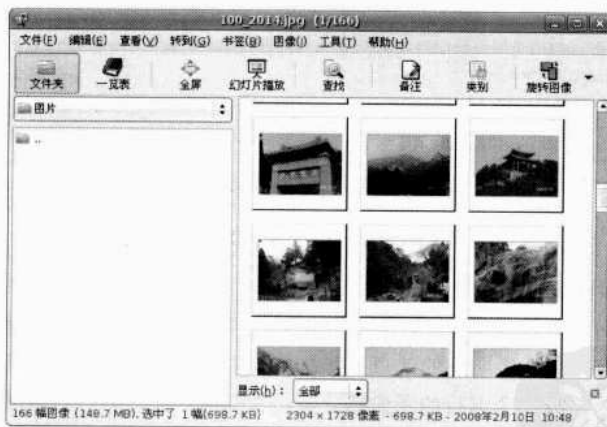 100_2014.jpg (1/166)
文件(F) 编辑(E) 查看(V) 转到(G) 书签(B) 图像(I) 工具(T) 帮助(H)
文件夹 一览表 全屏 幻灯片播放 查找 备注 类别 旋转图像
图片
..
显示(h)： 全部
166 幅图像 (148.7 MB), 选中了 1 幅(698.7 KB) 2304 x 1728 像素 - 698.7 KB - 2008年2月10日 10:48